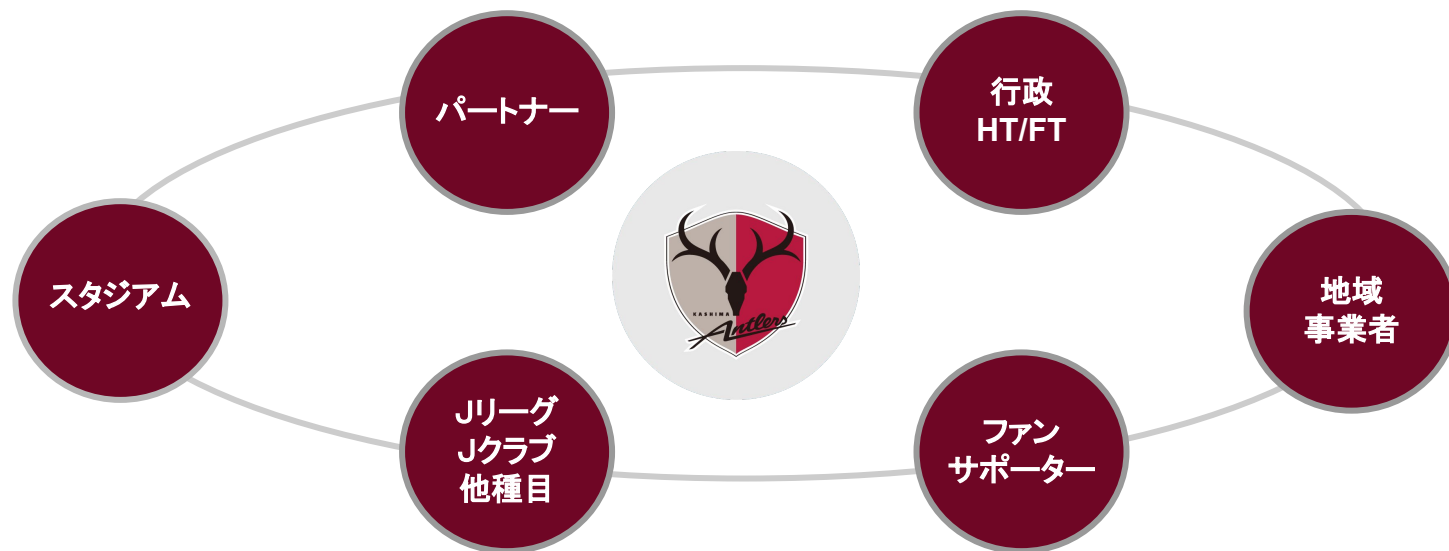 パートナー
行政
HT/FT
スタジアム
KASHIMA
Antlers
地域
事業者
Jリーグ
Jクラブ
他種目
ファン
サポーター